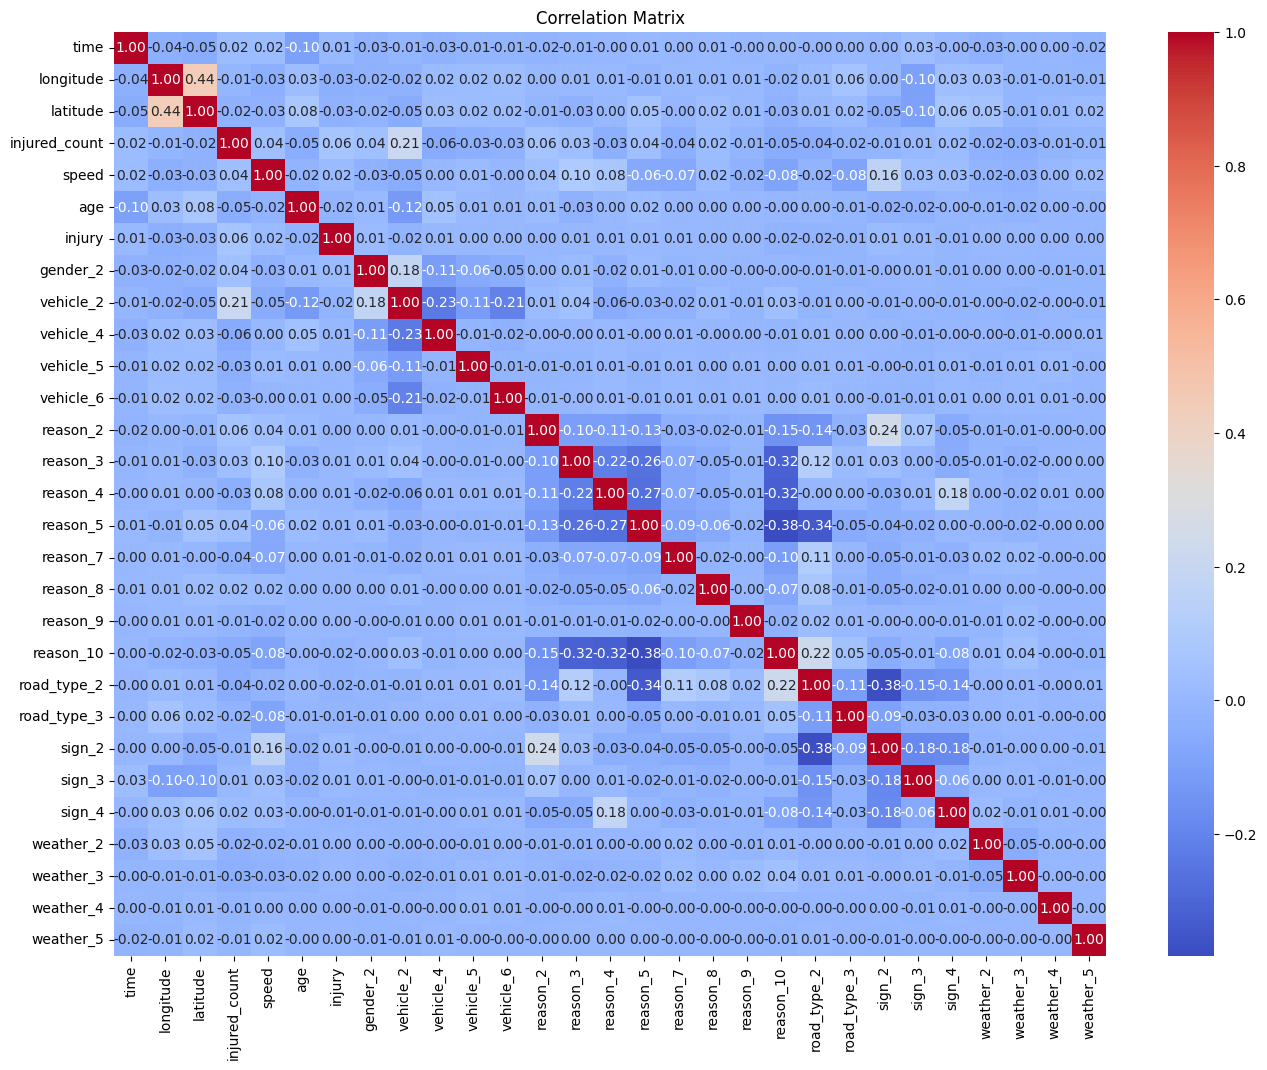 Correlation Matrix
time 1.00 -0.04 -0.05 0.02 0.02 -0.10 0.01 -0.03 -0.01 -0.03 -0.01 -0.01 -0.02 -0.01 -0.00 0.01 0.00 0.01 -0.00 0.00 -0.00 0.00 0.00 0.03 -0.00 -0.03 -0.00 0.00 -0.02
longitude -0.04 1.00 0.44 -0.01 -0.03 0.03 -0.03 -0.02 -0.02 0.02 0.02 0.02 0.00 0.01 0.01 -0.01 0.01 0.01 0.01 -0.02 0.01 0.06 0.00 -0.10 0.03 0.03 -0.01 -0.01 -0.01
latitude -0.05 0.44 1.00 -0.02 -0.03 0.08 -0.03 -0.02 -0.05 0.03 0.02 0.02 -0.01 -0.03 0.00 0.05 -0.00 0.02 0.01 -0.03 0.01 0.02 -0.05 -0.10 0.06 0.05 -0.01 0.01 0.02
injured_count 0.02 -0.01 -0.02 1.00 0.04 -0.05 0.06 0.04 0.21 -0.06 -0.03 -0.03 0.06 0.03 -0.03 0.04 -0.04 0.02 -0.01 -0.05 -0.04 -0.02 -0.01 0.01 0.02 -0.02 -0.03 -0.01 -0.01
speed 0.02 -0.03 -0.03 0.04 1.00 -0.02 0.02 -0.03 -0.05 0.00 0.01 -0.00 0.04 0.10 0.08 -0.06 -0.07 0.02 -0.02 -0.08 -0.02 -0.08 0.16 0.03 0.03 -0.02 -0.03 0.00 0.02
age -0.10 0.03 0.08 -0.05 -0.02 1.00 -0.02 0.01 -0.12 0.05 0.01 0.01 0.01 -0.03 0.00 0.02 0.00 0.00 -0.00 -0.00 0.00 -0.01 -0.02 -0.02 -0.00 -0.01 -0.02 0.00 -0.00
injury 0.01 -0.03 -0.03 0.06 0.02 -0.02 1.00 0.01 -0.02 0.01 0.00 0.00 0.00 0.01 0.01 0.01 0.01 0.00 0.00 -0.02 -0.02 -0.01 0.01 0.01 -0.01 0.00 0.00 0.00 0.00
gender_2 -0.03 -0.02 -0.02 0.04 -0.03 0.01 0.01 1.00 0.18 -0.11 -0.06 -0.05 0.00 0.01 -0.02 0.01 -0.01 0.00 -0.00 -0.00 -0.01 -0.01 -0.00 0.01 -0.01 0.00 0.00 -0.00 0.00
vehicle_2 -0.01 -0.02 -0.05 0.21 -0.05 -0.12 -0.02 0.18 1.00 -0.23 -0.11 -0.21 0.01 0.04 -0.06 -0.03 -0.02 0.01 -0.01 0.03 -0.01 0.00 -0.01 -0.00 -0.01 -0.00 -0.02 -0.00 -0.01
vehicle_4 -0.03 0.02 0.03 -0.06 0.00 0.05 0.01 -0.11 -0.23 1.00 -0.01 -0.02 -0.00 -0.00 0.01 -0.00 0.01 -0.00 0.00 -0.01 0.01 0.00 0.00 -0.01 -0.00 -0.00 -0.01 -0.00 0.01
vehicle_5 -0.01 0.02 0.02 -0.03 0.01 0.01 0.00 -0.06 -0.11 -0.01 1.00 -0.01 -0.01 -0.01 0.01 -0.01 0.01 -0.00 0.01 0.00 0.01 0.01 -0.00 -0.01 0.01 -0.00 0.01 0.01 -0.00
vehicle_6 -0.01 0.02 0.02 -0.03 -0.00 0.01 0.00 -0.05 -0.21 -0.02 -0.01 1.00 -0.01 -0.00 0.01 -0.01 0.01 0.01 0.01 0.00 0.01 0.00 -0.01 -0.01 0.01 0.00 0.01 0.01 -0.00
reason_2 -0.02 0.00 -0.01 0.06 0.04 0.01 0.00 0.00 0.01 -0.00 -0.01 -0.01 1.00 -0.10 -0.11 -0.13 -0.03 -0.02 -0.01 -0.15 -0.14 -0.03 0.24 0.07 -0.05 -0.01 -0.01 -0.00 -0.00
reason_3 -0.01 0.01 -0.03 0.03 0.10 -0.03 0.01 0.01 0.04 -0.00 -0.01 -0.00 -0.10 1.00 -0.22 -0.26 -0.07 -0.05 -0.01 -0.32 0.12 0.01 0.03 0.00 -0.05 -0.01 -0.02 -0.00 0.00
reason_4 -0.00 0.01 0.00 -0.03 0.08 0.00 0.01 -0.02 -0.06 0.01 0.01 0.01 -0.11 -0.22 1.00 -0.27 -0.07 -0.05 -0.01 -0.32 -0.00 0.00 -0.03 0.01 0.18 0.00 -0.02 0.01 0.00
reason_5 0.01 -0.01 0.05 0.04 -0.06 0.02 0.01 0.01 -0.03 -0.00 -0.01 -0.01 -0.13 -0.26 -0.27 1.00 -0.09 -0.06 -0.02 -0.38 -0.34 -0.05 -0.04 -0.02 0.00 -0.00 -0.02 -0.00 0.00
reason_7 0.00 0.01 -0.00 -0.04 -0.07 0.00 0.01 -0.01 -0.02 0.01 0.01 0.01 -0.03 -0.07 -0.07 -0.09 1.00 -0.02 -0.00 -0.10 0.11 0.00 -0.05 -0.01 -0.03 0.02 0.02 -0.00 -0.00
reason_8 0.01 0.01 0.02 0.02 0.02 0.00 0.00 0.00 0.01 -0.00 -0.00 0.01 -0.02 -0.05 -0.05 -0.06 -0.02 1.00 -0.00 -0.07 0.08 -0.01 -0.05 -0.02 -0.01 -0.00 0.00 -0.00 -0.00
reason_9 -0.00 0.01 0.01 -0.01 -0.02 -0.00 0.00 -0.00 -0.01 0.00 0.01 0.01 -0.01 -0.01 -0.01 -0.02 -0.00 -0.00 1.00 -0.02 0.02 0.01 -0.00 -0.00 -0.01 -0.01 0.02 -0.00 -0.00
reason_10 0.00 -0.02 -0.03 -0.05 -0.08 -0.00 -0.02 -0.00 0.03 -0.01 0.00 0.00 -0.15 -0.32 -0.32 -0.38 -0.10 -0.07 -0.02 1.00 0.22 0.05 -0.05 -0.01 -0.08 0.01 0.04 -0.00 -0.01
road_type_2 -0.00 0.01 0.01 -0.04 -0.02 0.00 -0.02 -0.01 -0.01 0.01 0.01 0.01 -0.14 0.12 -0.00 -0.34 0.11 0.08 0.02 0.22 1.00 -0.11 -0.38 -0.15 -0.14 -0.00 0.01 -0.00 0.01
road_type_3 0.00 0.06 0.02 -0.02 -0.08 -0.01 -0.01 -0.01 0.00 0.00 0.01 0.00 -0.03 0.01 0.00 -0.05 0.00 -0.01 0.01 0.05 -0.11 1.00 -0.09 -0.03 -0.03 -0.00 0.01 -0.00 -0.00
sign_2 0.00 0.00 -0.05 -0.01 0.16 -0.02 0.01 -0.00 -0.01 0.00 -0.00 -0.01 0.24 0.03 -0.03 -0.04 -0.05 -0.05 -0.00 -0.05 -0.38 -0.09 1.00 -0.18 -0.18 -0.01 -0.00 0.00 -0.01
sign_3 0.03 -0.10 -0.10 0.01 0.03 -0.02 0.01 0.01 -0.00 -0.01 -0.01 -0.01 0.07 0.00 0.01 -0.02 -0.01 -0.02 -0.00 -0.01 -0.15 -0.03 -0.18 1.00 -0.06 0.00 0.01 -0.01 -0.00
sign_4 -0.00 0.03 0.06 0.02 0.03 -0.00 -0.01 -0.01 -0.01 -0.00 0.01 0.01 -0.05 -0.05 0.18 0.00 -0.03 -0.01 -0.01 -0.08 -0.14 -0.03 -0.18 -0.06 1.00 0.02 -0.01 0.01 -0.00
weather_2 -0.03 0.03 0.05 -0.02 -0.02 -0.01 0.00 0.00 -0.00 -0.00 -0.00 0.00 -0.01 -0.01 0.00 -0.00 0.02 -0.00 -0.01 0.01 -0.00 -0.00 -0.01 0.00 0.02 1.00 -0.05 -0.00 -0.00
weather_3 -0.00 -0.01 -0.01 -0.03 -0.03 -0.02 0.00 0.00 -0.02 -0.01 0.01 0.01 -0.01 -0.02 -0.02 -0.02 0.02 0.00 0.02 0.04 0.01 0.01 -0.00 0.01 -0.01 -0.05 1.00 -0.00 -0.00
weather_4 0.00 -0.01 0.01 -0.01 0.00 0.00 0.00 -0.00 -0.00 -0.00 0.01 0.01 -0.00 -0.00 0.01 -0.00 -0.00 -0.00 -0.00 -0.00 -0.00 -0.00 0.00 -0.01 0.01 -0.00 -0.00 1.00 -0.00
weather_5 -0.02 -0.01 0.02 -0.01 0.02 -0.00 0.00 0.00 -0.01 0.01 -0.00 -0.00 -0.00 0.00 0.00 0.00 -0.00 -0.00 -0.00 -0.01 0.01 -0.00 -0.01 -0.00 -0.00 -0.00 -0.00 -0.00 1.00
time longitude latitude injured_count speed age injury gender_2 vehicle_2 vehicle_4 vehicle_5 vehicle_6 reason_2 reason_3 reason_4 reason_5 reason_7 reason_8 reason_9 reason_10 road_type_2 road_type_3 sign_2 sign_3 sign_4 weather_2 weather_3 weather_4 weather_5
1.0
0.8
0.6
0.4
0.2
0.0
−0.2